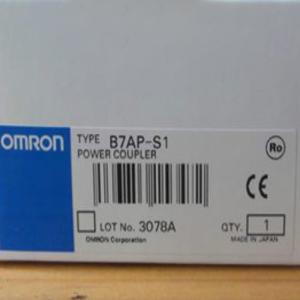 OMRON
TYPE B7AP-S1
POWER COUPLER
Ro
CE
LOT No. 3078A
QTY. 1
OMRON Corporation
MADE IN JAPAN